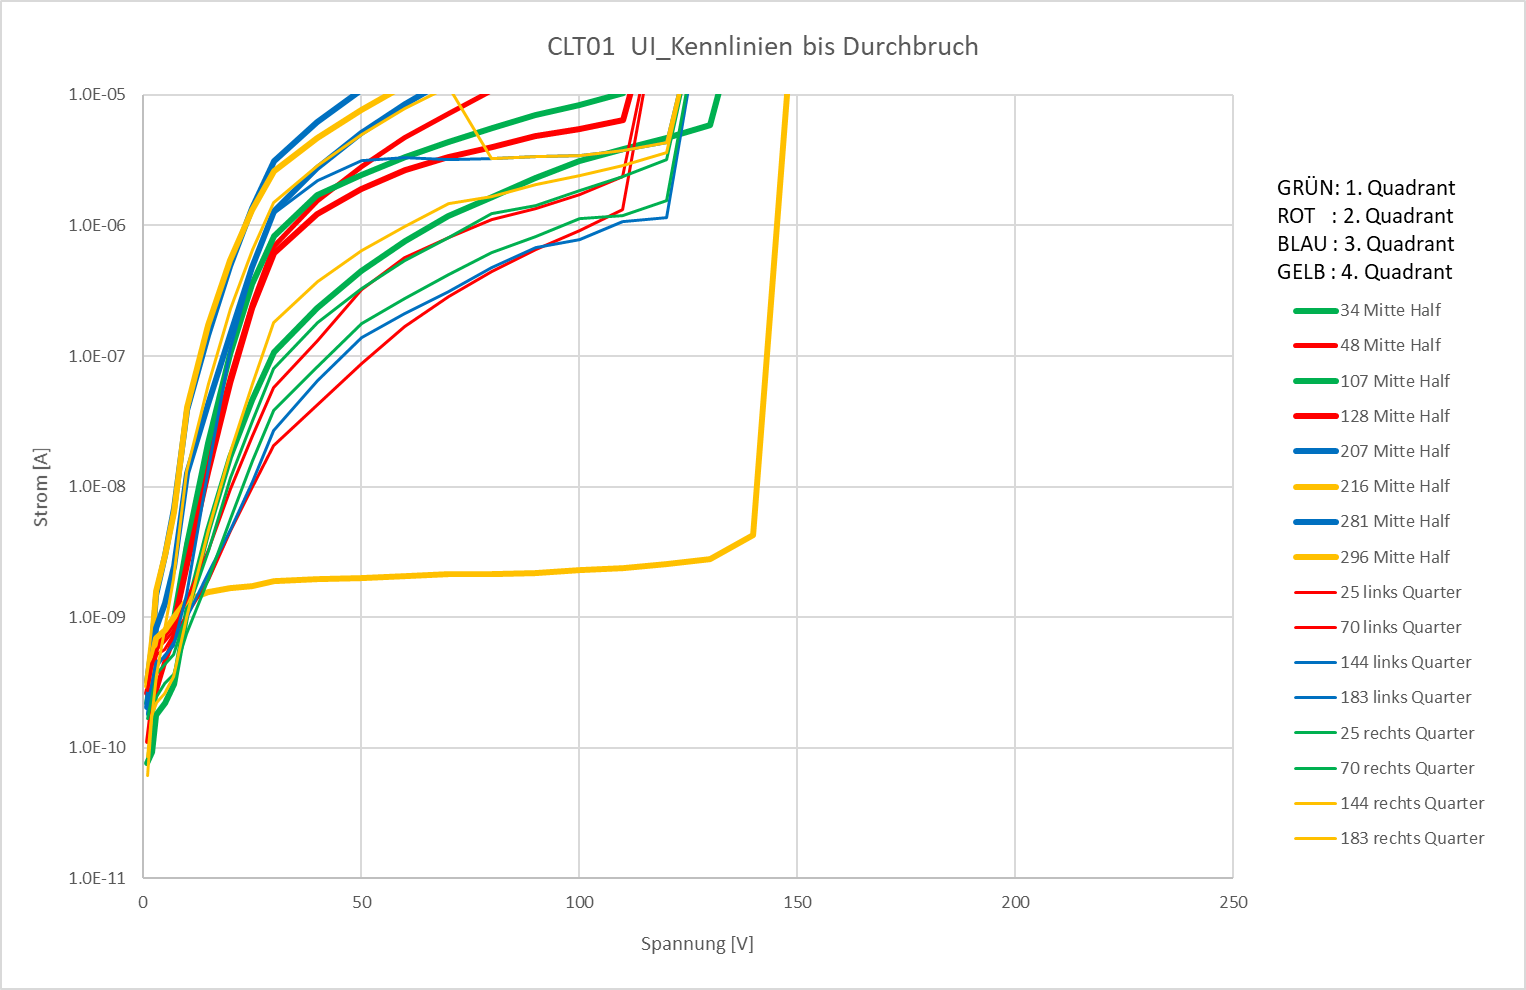 CLT01  UI_Kennlinien bis Durchbruch
1.0E-05
1.0E-06
1.0E-07
1.0E-08
1.0E-09
1.0E-10
1.0E-11
Strom [A]
0
50
100
150
200
250
Spannung [V]
GRÜN: 1. Quadrant
ROT   : 2. Quadrant
BLAU : 3. Quadrant
GELB : 4. Quadrant
34 Mitte Half
48 Mitte Half
107 Mitte Half
128 Mitte Half
207 Mitte Half
216 Mitte Half
281 Mitte Half
296 Mitte Half
25 links Quarter
70 links Quarter
144 links Quarter
183 links Quarter
25 rechts Quarter
70 rechts Quarter
144 rechts Quarter
183 rechts Quarter